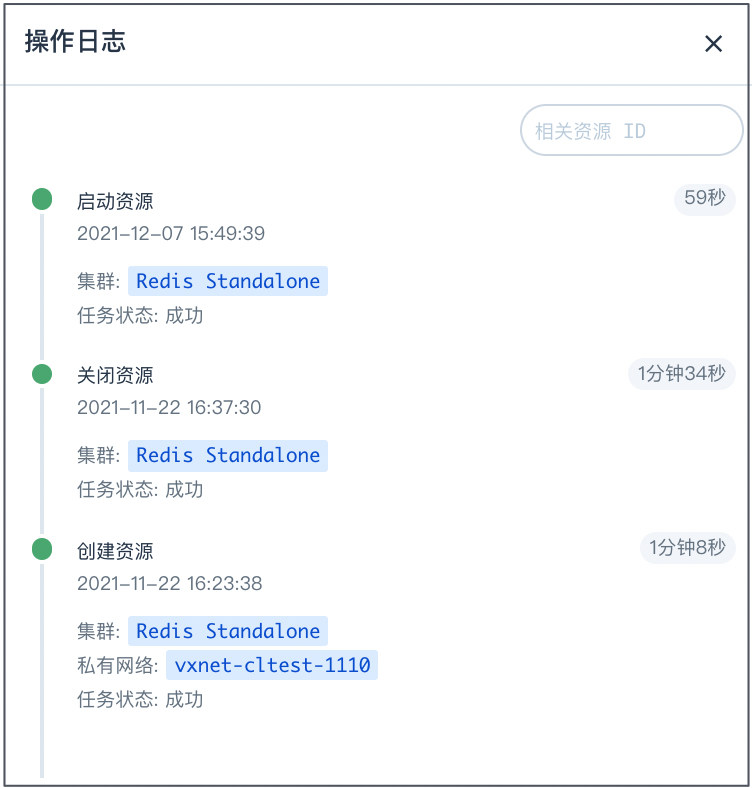 操作日志
相关资源 ID
启动资源 59秒
2021-12-07 15:49:39
集群: Redis Standalone
任务状态: 成功
关闭资源 1分钟34秒
2021-11-22 16:37:30
集群: Redis Standalone
任务状态: 成功
创建资源 1分钟8秒
2021-11-22 16:23:38
集群: Redis Standalone
私有网络: vxnet-cltest-1110
任务状态: 成功